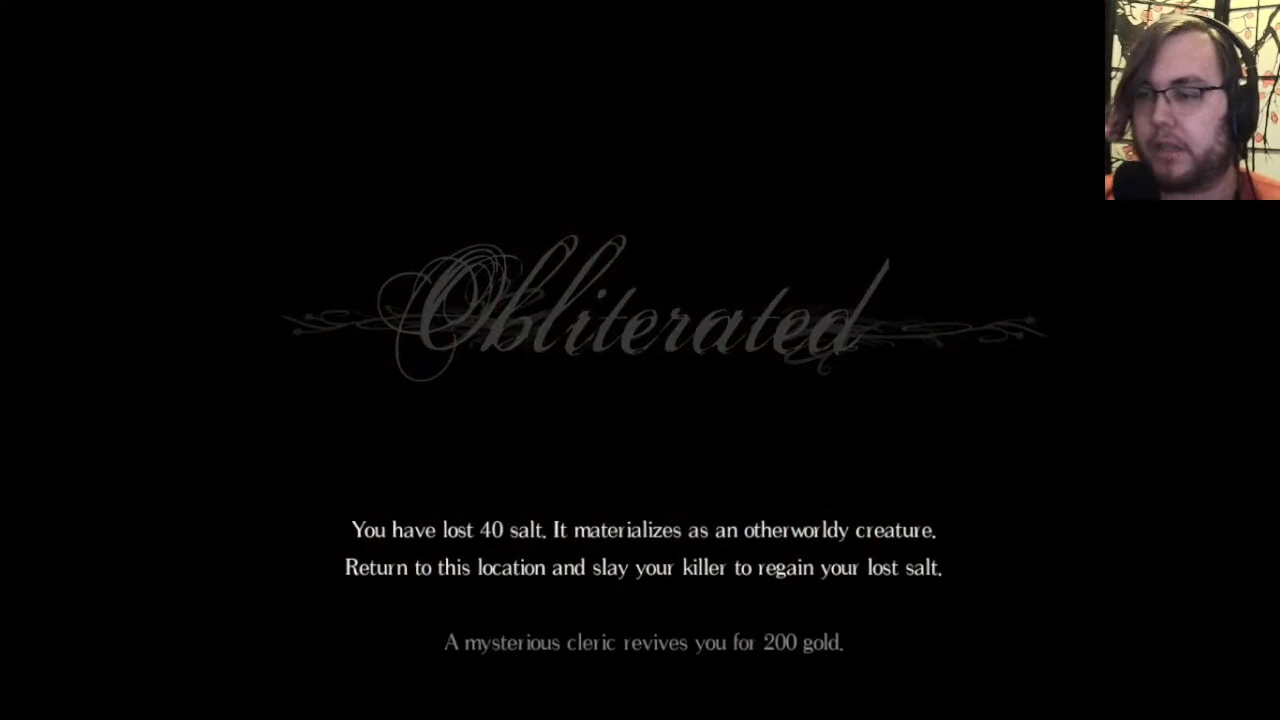 Obliterated
You have lost 40 salt. It materializes as an otherworldy creature.
Return to this location and slay your killer to regain your lost salt.
A mysterious cleric revives you for 200 gold.